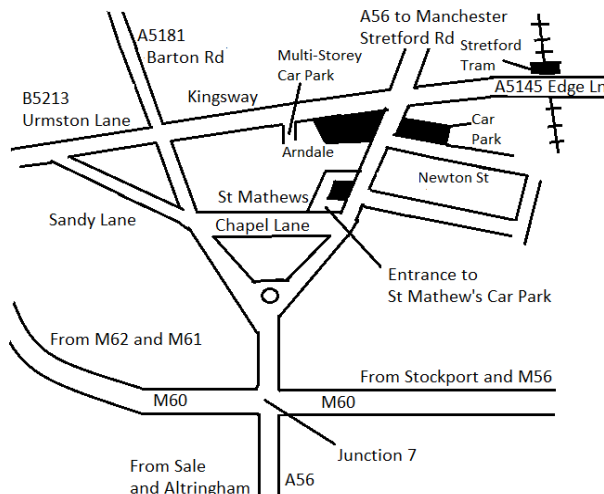 A56 to Manchester
Stretford Rd
A5181
Barton Rd
Multi-Storey
Car Park
Stretford
Tram
B5213
Urmston Lane
Kingsway
A5145 Edge Ln
Car
Park
Arndale
Newton St
St Mathews
Sandy Lane
Chapel Lane
Entrance to
St Mathew's Car Park
From M62 and M61
From Stockport and M56
M60
M60
Junction 7
From Sale
and Altringham
A56